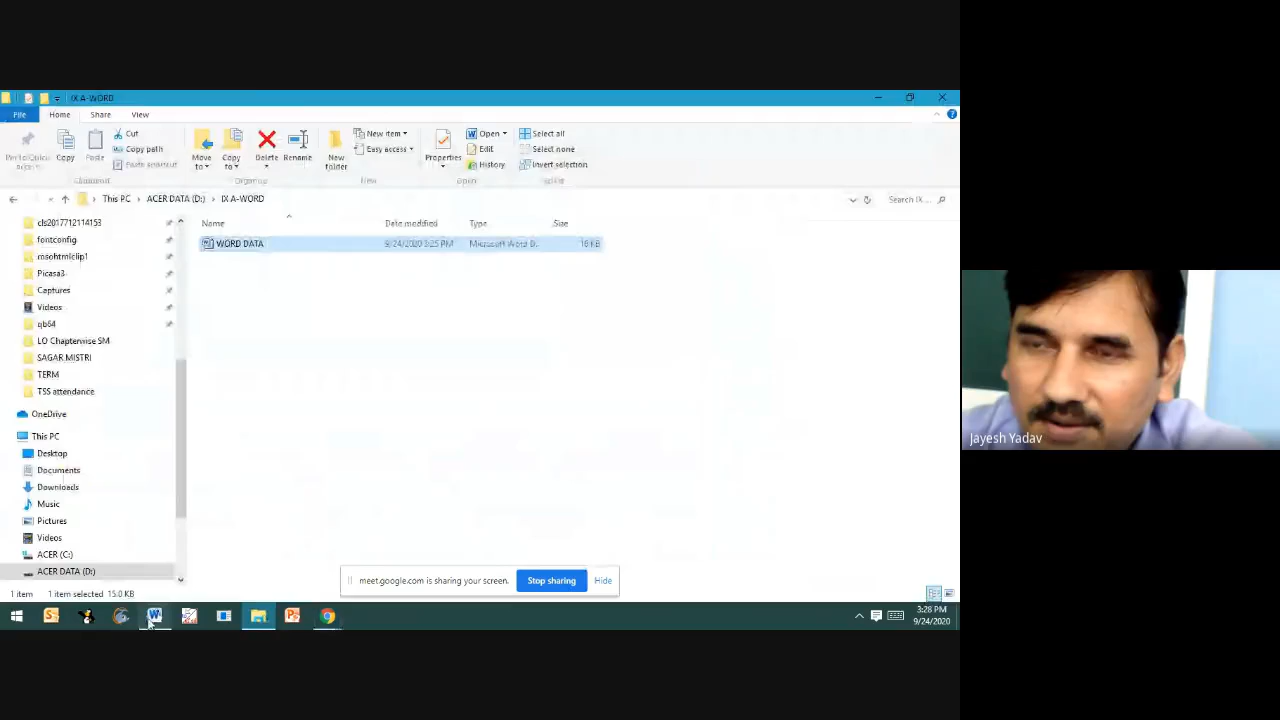 IX A-WORD
File Home Share View
Cut
Copy path
Paste shortcut
Copy Paste Move to Copy to Delete Rename New folder Properties
New item
Easy access
Open
Edit
History
Select all
Select none
Invert selection
Organize New Open
This PC > ACER DATA (D:) > IX A-WORD
Search IX ...
Name Date modified Type Size
WORD DATA 9/24/2020 3:25 PM Microsoft Word D...
cls2017712114153
fontconfig
msohtmlclip1
Picasa3
Captures
Videos
qb64
LO Chapterwise SM
SAGAR MISTRI
TERM
TSS attendance
OneDrive
This PC
Desktop
Documents
Downloads
Music
Pictures
Videos
ACER (C:)
ACER DATA (D:)
1 item 1 item selected 15.0 KB
meet.google.com is sharing your screen. Stop sharing Hide
3:28 PM
9/24/2020
Jayesh Yadav